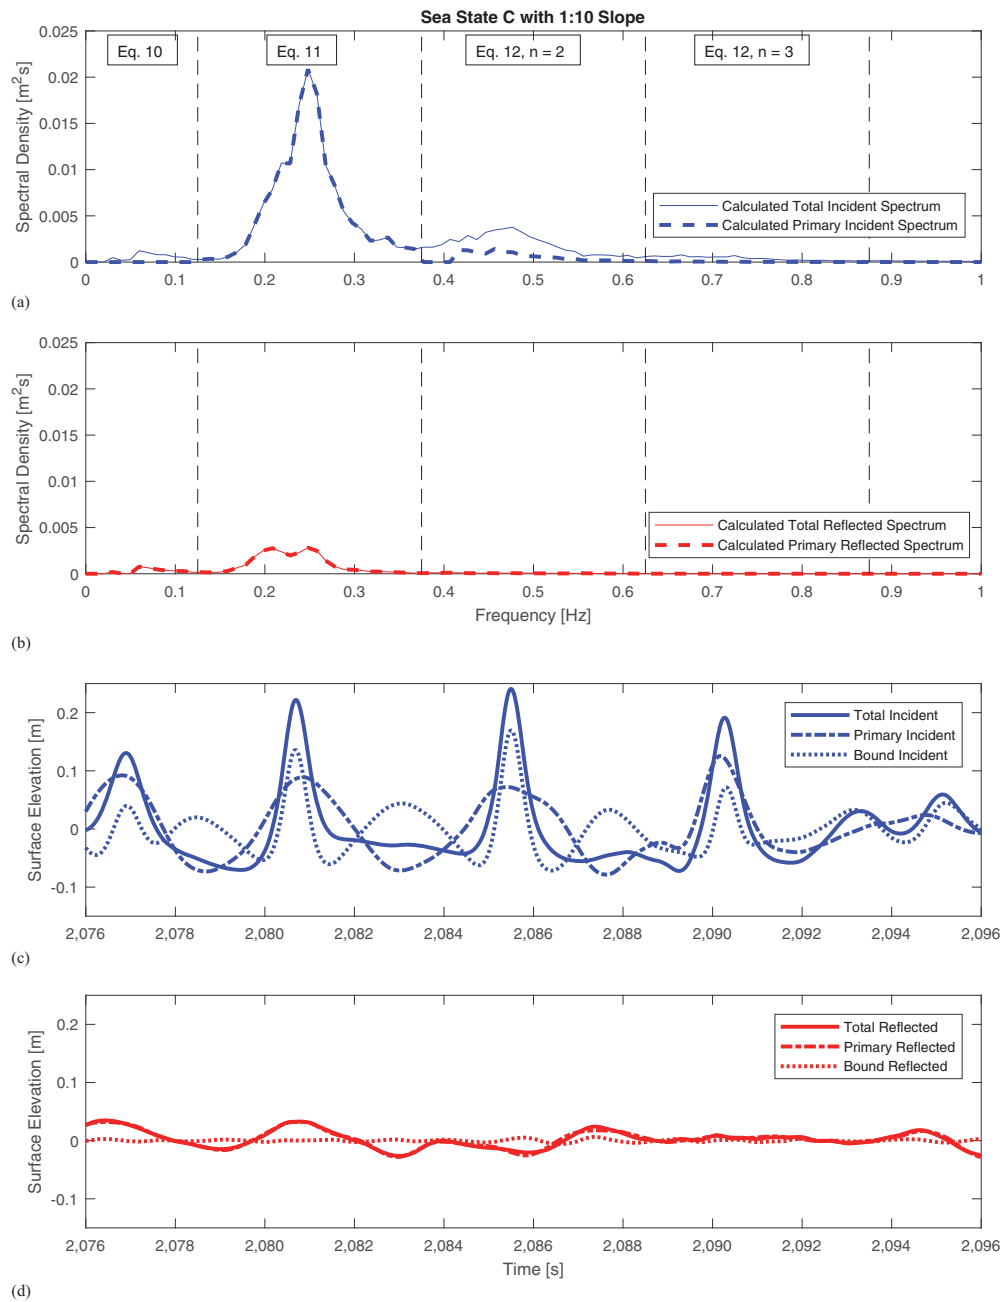 Sea State C with 1:10 Slope
0.025
0.02
0.015
0.01
0.005
0
Spectral Density [m²s]
Eq. 10
Eq. 11
Eq. 12, n = 2
Eq. 12, n = 3
Calculated Total Incident Spectrum
Calculated Primary Incident Spectrum
0 0.1 0.2 0.3 0.4 0.5 0.6 0.7 0.8 0.9 1
(a)
0.025
0.02
0.015
0.01
0.005
0
Spectral Density [m²s]
Calculated Total Reflected Spectrum
Calculated Primary Reflected Spectrum
0 0.1 0.2 0.3 0.4 0.5 0.6 0.7 0.8 0.9 1
Frequency [Hz]
(b)
0.2
0.1
0
-0.1
Surface Elevation [m]
Total Incident
Primary Incident
Bound Incident
2,076 2,078 2,080 2,082 2,084 2,086 2,088 2,090 2,092 2,094 2,096
(c)
0.2
0.1
0
-0.1
Surface Elevation [m]
Total Reflected
Primary Reflected
Bound Reflected
2,076 2,078 2,080 2,082 2,084 2,086 2,088 2,090 2,092 2,094 2,096
Time [s]
(d)